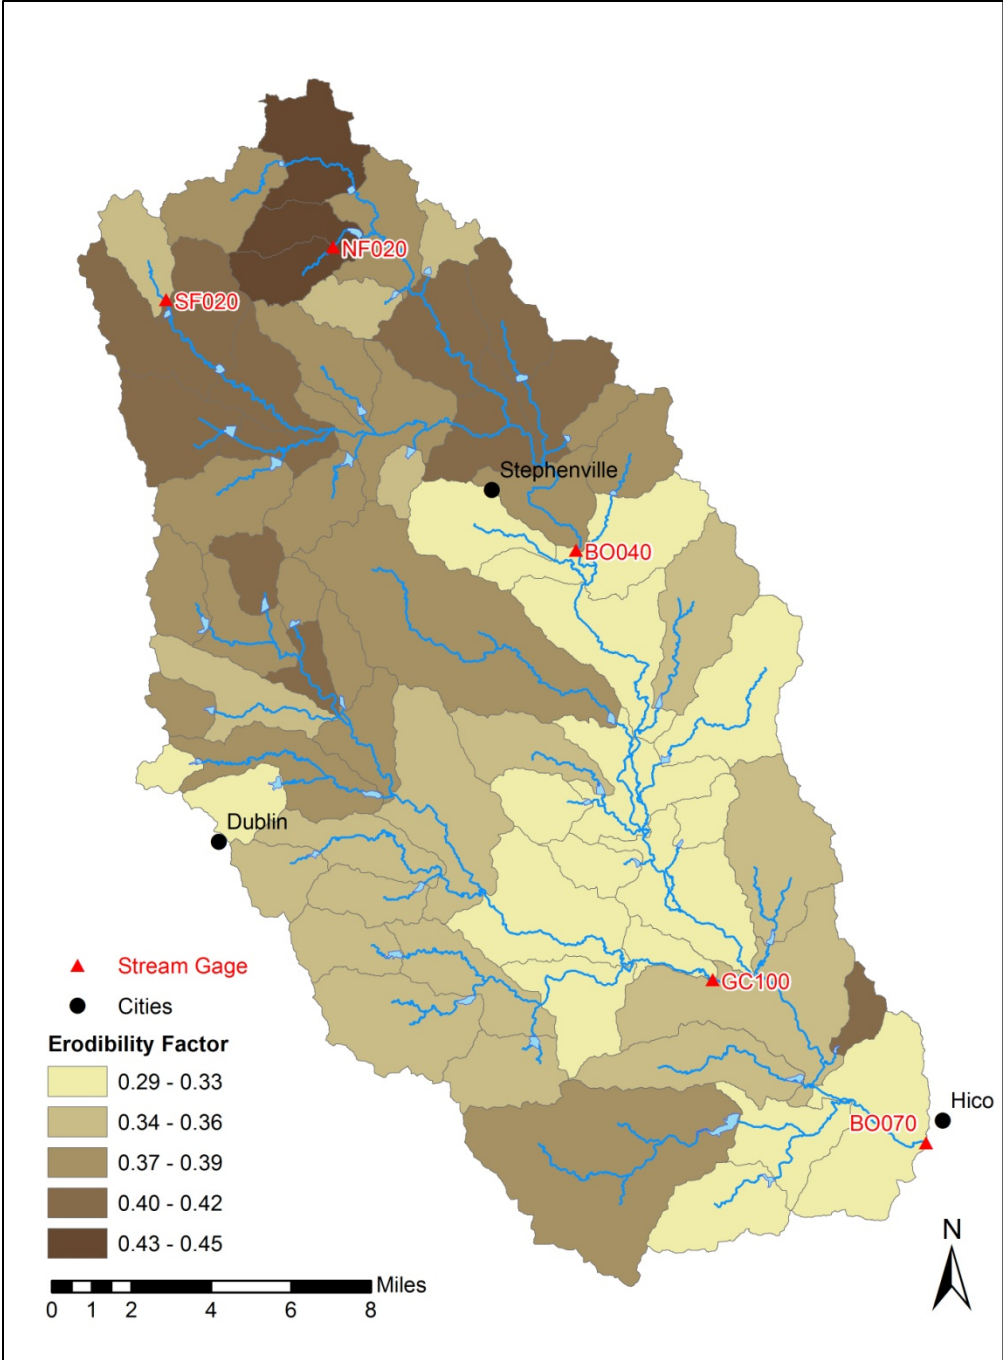 NF020
SF020
Stephenville
BO040
Dublin
Stream Gage
GC100
Cities
Erodibility Factor
0.29 - 0.33
0.34 - 0.36
0.37 - 0.39
0.40 - 0.42
0.43 - 0.45
Hico
BO070
N
Miles
0 1 2 4 6 8